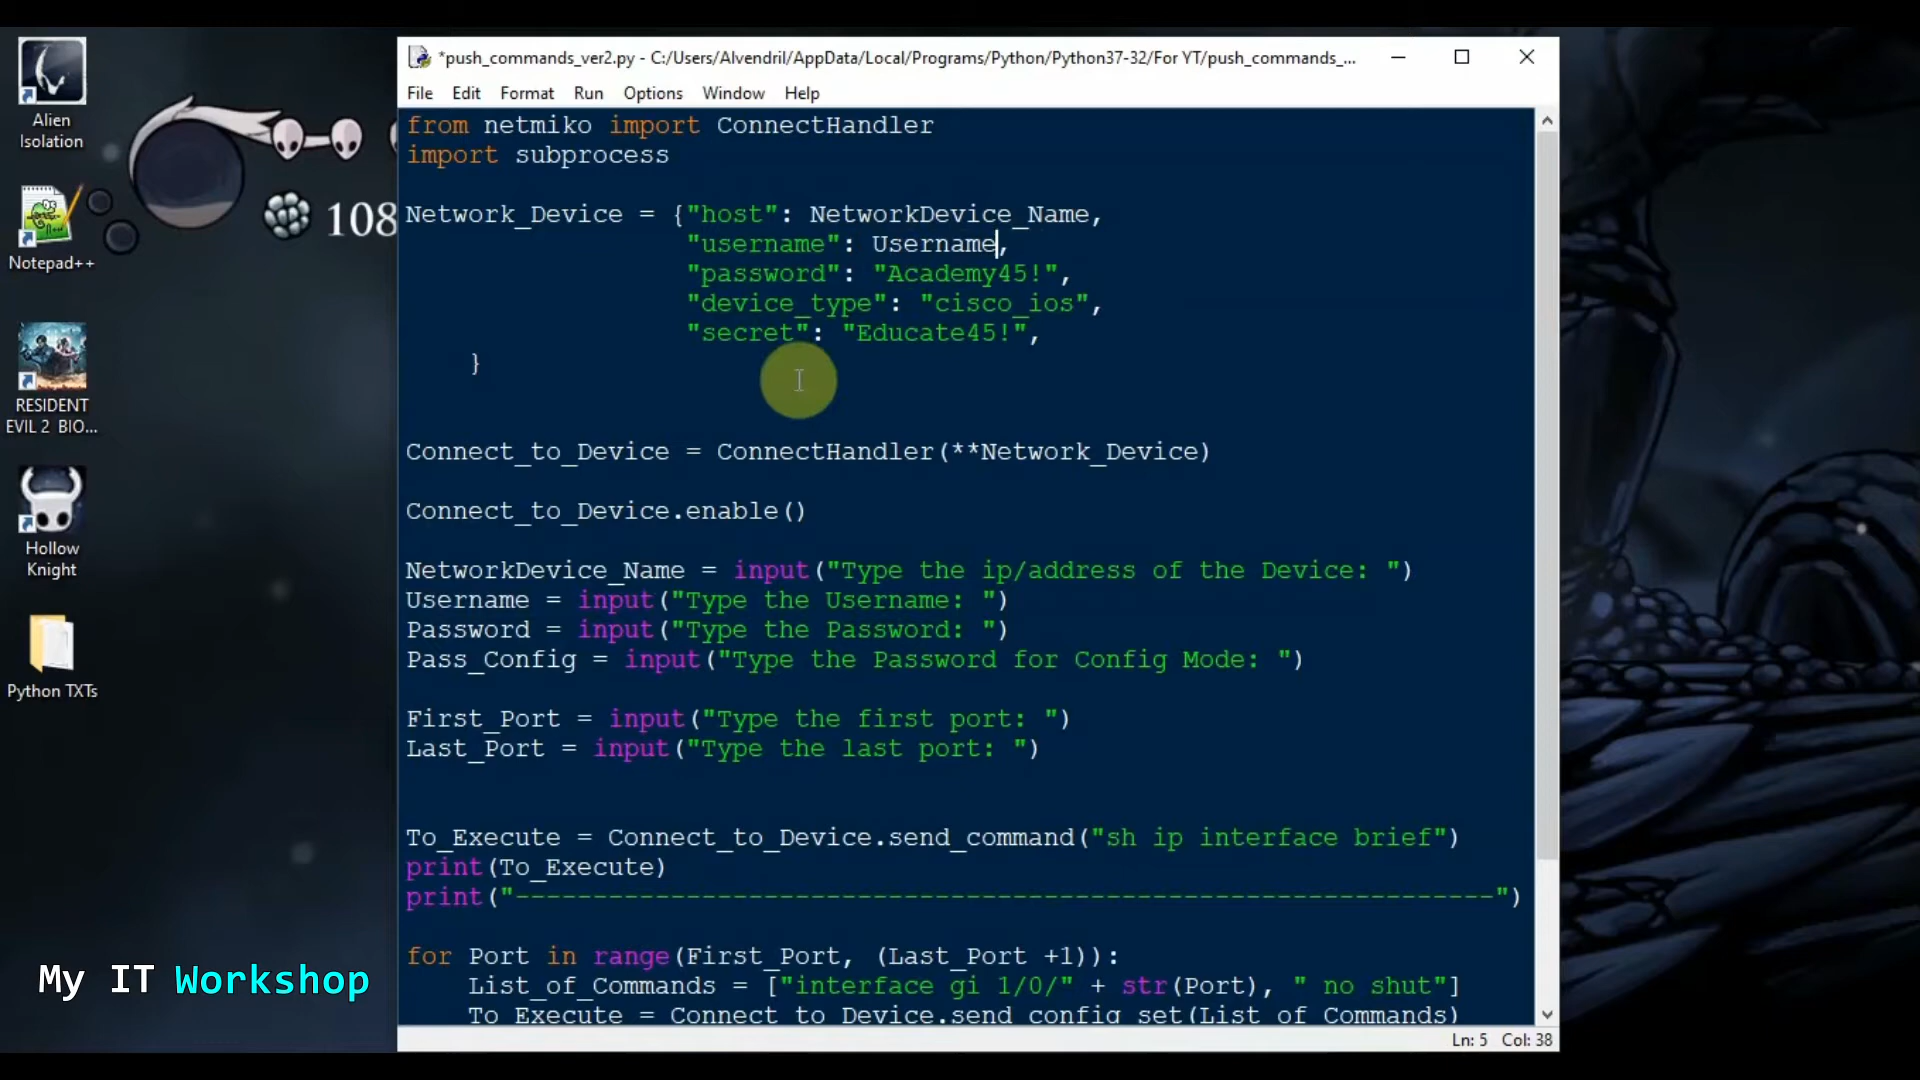 *push_commands_ver2.py - C:/Users/Alvendril/AppData/Local/Programs/Python/Python37-32/For YT/push_commands_...
File Edit Format Run Options Window Help
Alien
Isolation
108
Notepad++
RESIDENT
EVIL 2 BIO...
Hollow
Knight
Python TXTs
from netmiko import ConnectHandler
import subprocess
Network_Device = {"host": NetworkDevice_Name,
"username": Username,
"password": "Academy45!",
"device_type": "cisco_ios",
"secret": "Educate45!",
}
Connect_to_Device = ConnectHandler(**Network_Device)
Connect_to_Device.enable()
NetworkDevice_Name = input("Type the ip/address of the Device: ")
Username = input("Type the Username: ")
Password = input("Type the Password: ")
Pass_Config = input("Type the Password for Config Mode: ")
First_Port = input("Type the first port: ")
Last_Port = input("Type the last port: ")
To_Execute = Connect_to_Device.send_command("sh ip interface brief")
print(To_Execute)
print("---------------------------------------------------------------")
for Port in range(First_Port, (Last_Port +1)):
List_of_Commands = ["interface gi 1/0/" + str(Port), " no shut"]
To_Execute = Connect_to_Device.send_config_set(List_of_Commands)
Ln: 5 Col: 38
My IT Workshop